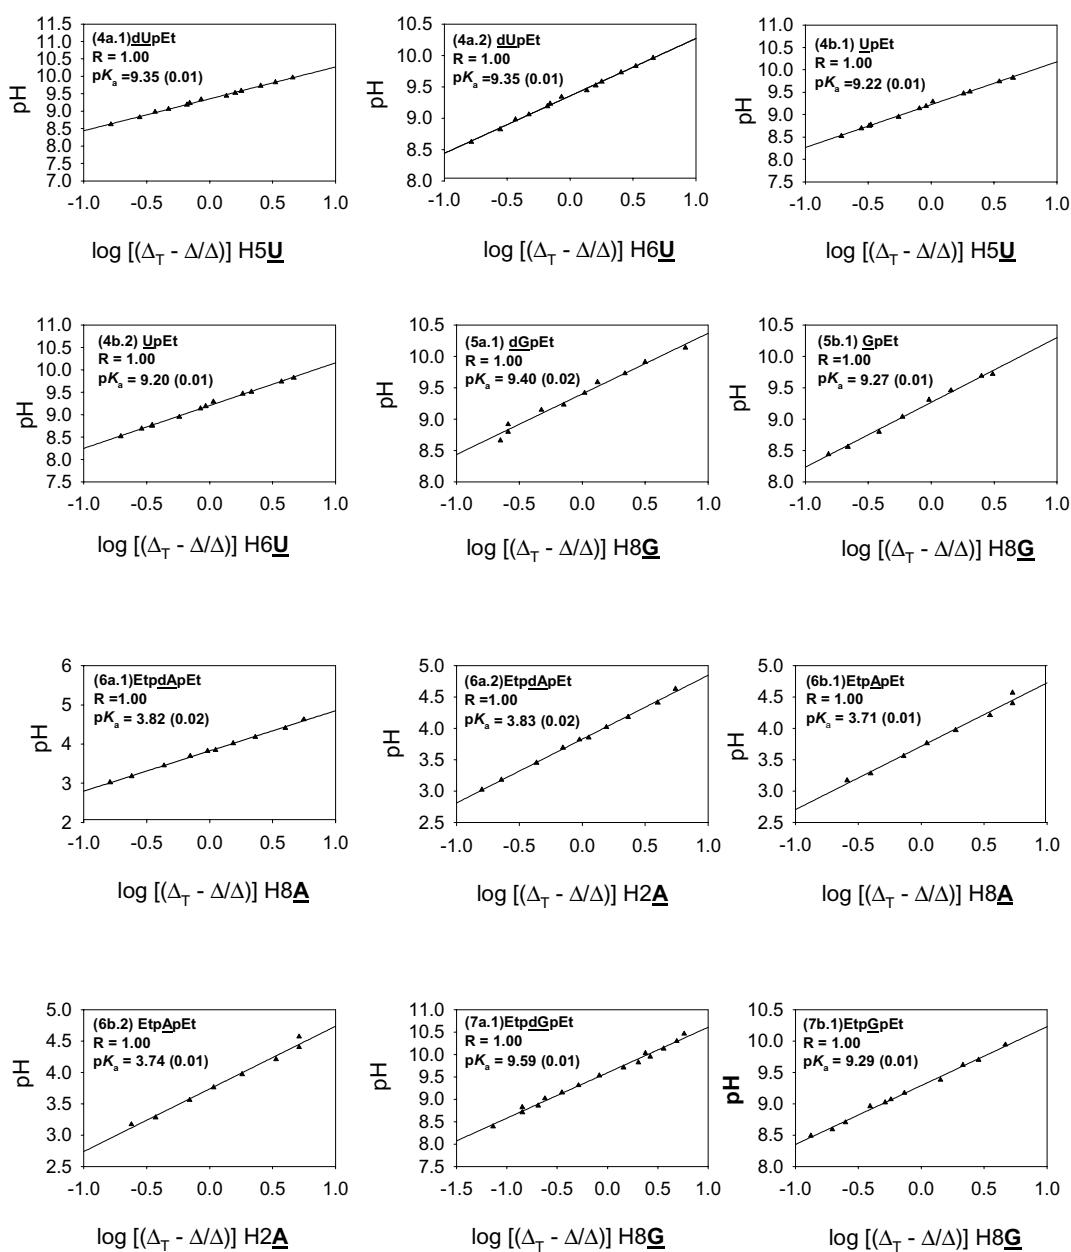 (4a.1)dUpEt
R = 1.00
pKa =9.35 (0.01)
pH
11.5
11.0
10.5
10.0
9.5
9.0
8.5
8.0
7.5
7.0
-1.0 -0.5 0.0 0.5 1.0
log [(ΔT - Δ/Δ)] H5U
(4a.2) dUpEt
R = 1.00
pKa =9.35 (0.01)
pH
10.5
10.0
9.5
9.0
8.5
8.0
-1.0 -0.5 0.0 0.5 1.0
log [(ΔT - Δ/Δ)] H6U
(4b.1) UpEt
R = 1.00
pKa =9.22 (0.01)
pH
11.0
10.5
10.0
9.5
9.0
8.5
8.0
7.5
-1.0 -0.5 0.0 0.5 1.0
log [(ΔT - Δ/Δ)] H5U
(4b.2) UpEt
R = 1.00
pKa = 9.20 (0.01)
pH
11.0
10.5
10.0
9.5
9.0
8.5
8.0
7.5
-1.0 -0.5 0.0 0.5 1.0
log [(ΔT - Δ/Δ)] H6U
(5a.1) dGpEt
R = 1.00
pKa = 9.40 (0.02)
pH
10.5
10.0
9.5
9.0
8.5
8.0
-1.0 -0.5 0.0 0.5 1.0
log [(ΔT - Δ/Δ)] H8G
(5b.1) GpEt
R =1.00
pKa = 9.27 (0.01)
pH
10.5
10.0
9.5
9.0
8.5
8.0
-1.0 -0.5 0.0 0.5 1.0
log [(ΔT - Δ/Δ)] H8G
(6a.1)EtpdApEt
R =1.00
pKa = 3.82 (0.02)
pH
6
5
4
3
2
-1.0 -0.5 0.0 0.5 1.0
log [(ΔT - Δ/Δ)] H8A
(6a.2)EtpdApEt
R =1.00
pKa = 3.83 (0.02)
pH
5.0
4.5
4.0
3.5
3.0
2.5
-1.0 -0.5 0.0 0.5 1.0
log [(ΔT - Δ/Δ)] H2A
(6b.1)EtpApEt
R = 1.00
pKa = 3.71 (0.01)
pH
5.0
4.5
4.0
3.5
3.0
2.5
-1.0 -0.5 0.0 0.5 1.0
log [(ΔT - Δ/Δ)] H8A
(6b.2) EtpApEt
R = 1.00
pKa = 3.74 (0.01)
pH
5.0
4.5
4.0
3.5
3.0
2.5
-1.0 -0.5 0.0 0.5 1.0
log [(ΔT - Δ/Δ)] H2A
(7a.1)EtpdGpEt
R = 1.00
pKa = 9.59 (0.01)
pH
11.0
10.5
10.0
9.5
9.0
8.5
8.0
7.5
-1.5 -1.0 -0.5 0.0 0.5 1.0
log [(ΔT - Δ/Δ)] H8G
(7b.1)EtpGpEt
R = 1.00
pKa = 9.29 (0.01)
pH
10.5
10.0
9.5
9.0
8.5
8.0
-1.0 -0.5 0.0 0.5 1.0
log [(ΔT - Δ/Δ)] H8G